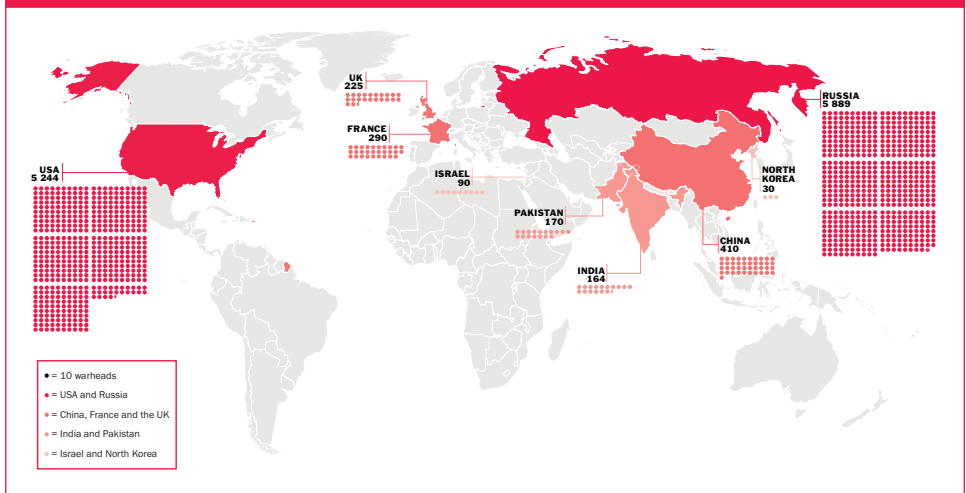 UK
225
FRANCE
290
USA
5 244
ISRAEL
90
PAKISTAN
170
INDIA
164
RUSSIA
5 889
NORTH
KOREA
30
CHINA
410
= 10 warheads
= USA and Russia
= China, France and the UK
= India and Pakistan
= Israel and North Korea